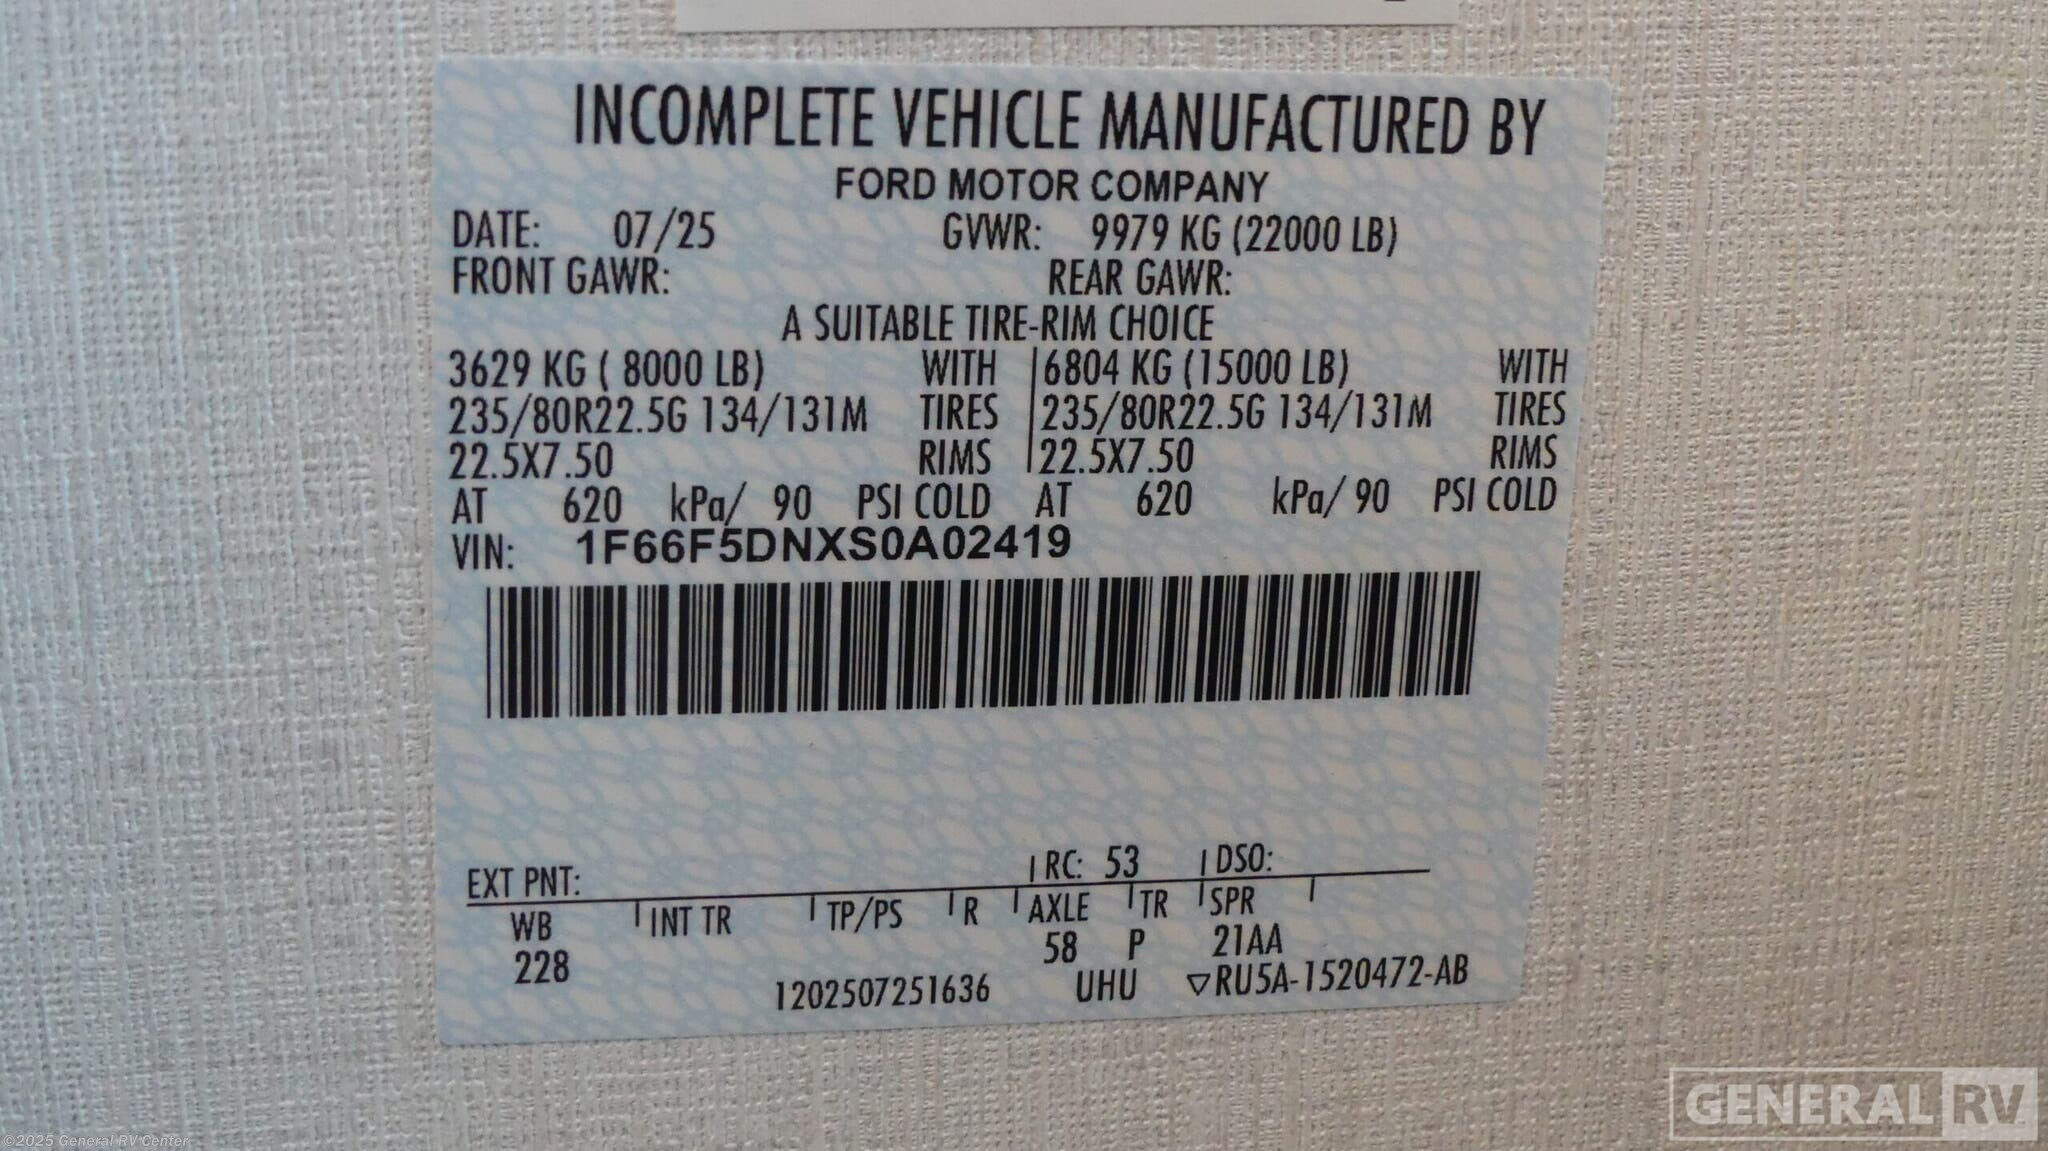 INCOMPLETE VEHICLE MANUFACTURED BY
FORD MOTOR COMPANY
DATE: 07/25 GVWR: 9979 KG (22000 LB)
FRONT GAWR: REAR GAWR:
A SUITABLE TIRE-RIM CHOICE
3629 KG ( 8000 LB) WITH 6804 KG (15000 LB) WITH
235/80R22.5G 134/131M TIRES 235/80R22.5G 134/131M TIRES
22.5X7.50 RIMS 22.5X7.50 RIMS
AT 620 kPa/ 90 PSI COLD AT 620 kPa/ 90 PSI COLD
VIN: 1F66F5DNXS0A02419
EXT PNT: RC: 53 DSO:
WB INT TR TP/PS R AXLE TR SPR
228 58 P 21AA
1202507251636 UHU ▽RU5A-1520472-AB
GENERAL RV
©2025 General RV Center